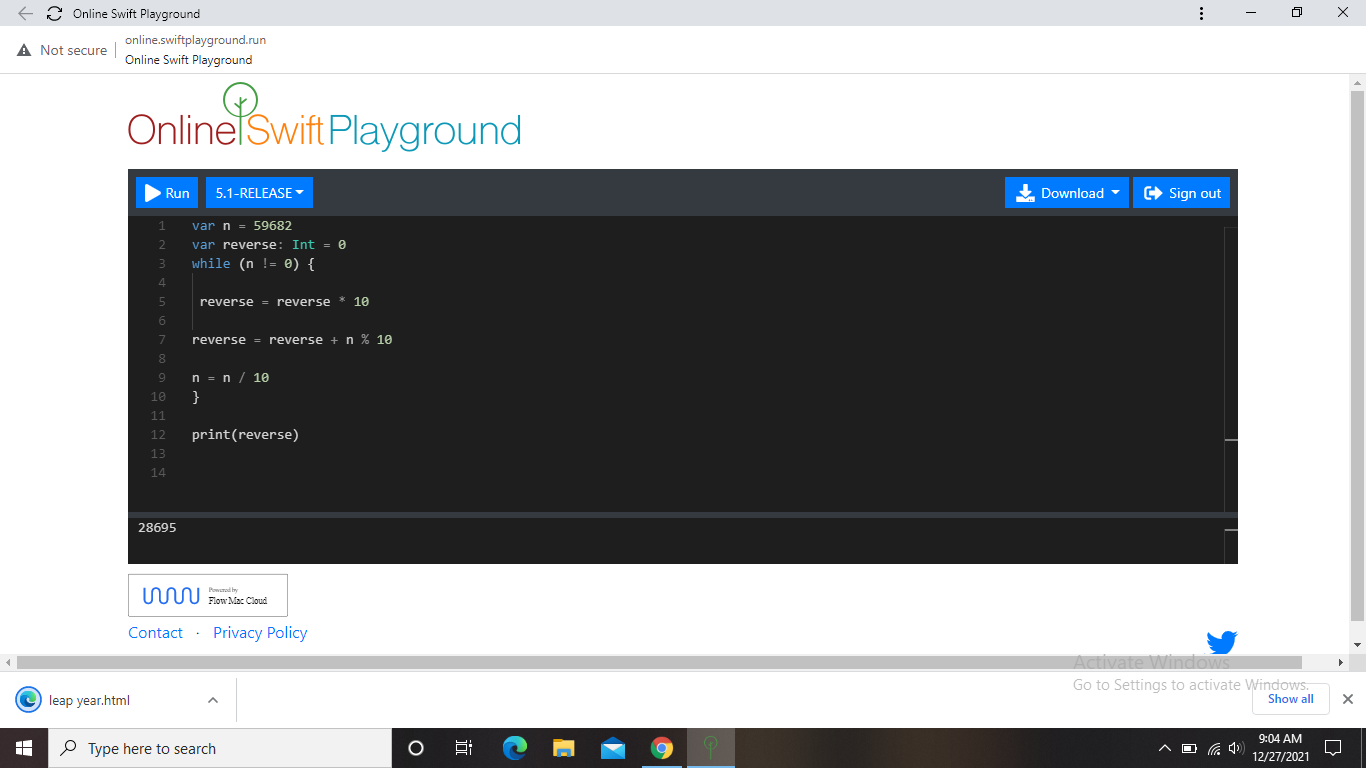 Online Swift Playground
Not secure
online.swiftplayground.run
Online Swift Playground
Online Swift Playground
Run
5.1-RELEASE
Download
Sign out
1 var n = 59682
2 var reverse: Int = 0
3 while (n != 0) {
4
5 reverse = reverse * 10
6
7 reverse = reverse + n % 10
8
9 n = n / 10
10 }
11
12 print(reverse)
13
14
28695
Powered by
Flow Mac Cloud
Contact · Privacy Policy
Activate Windows
Go to Settings to activate Windows.
leap year.html
Show all
Type here to search
9:04 AM
12/27/2021